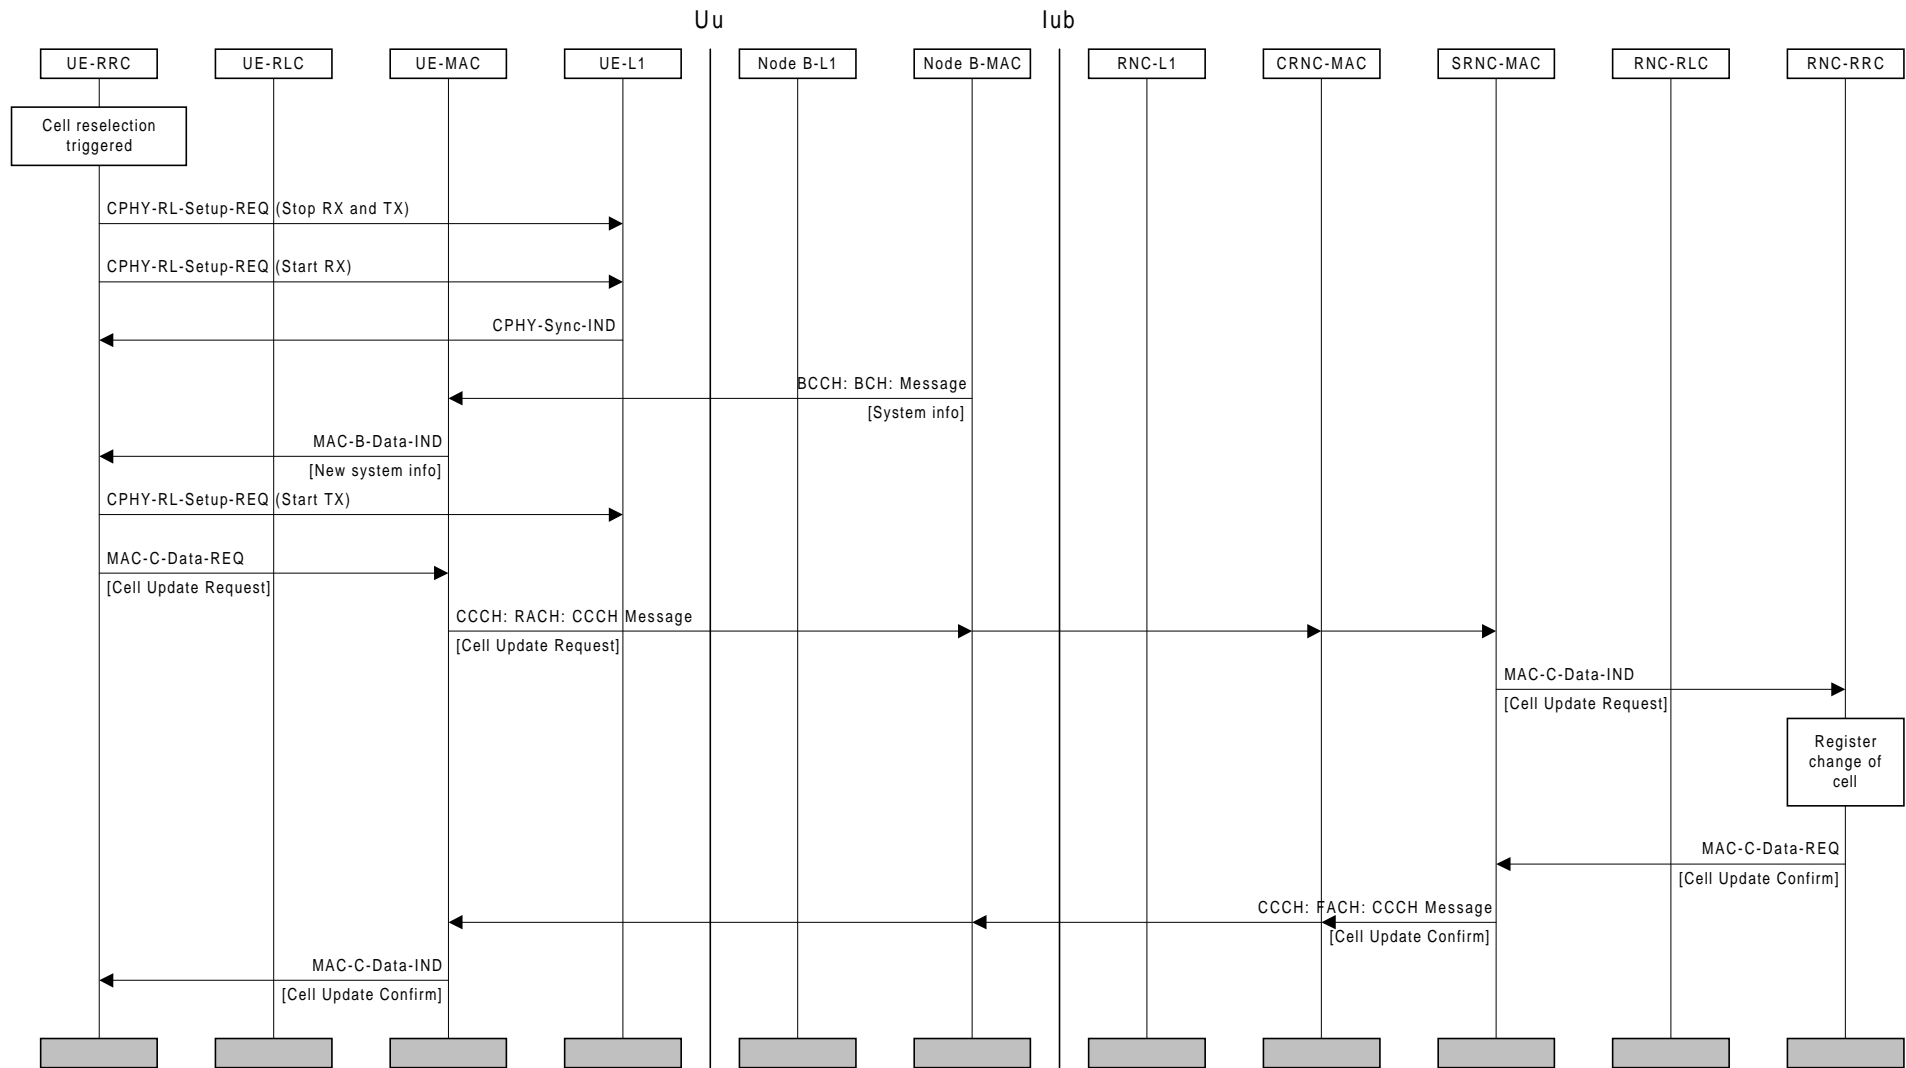 Uu
Iub
UE-RRC
UE-RLC
UE-MAC
UE-L1
Node B-L1
Node B-MAC
RNC-L1
CRNC-MAC
SRNC-MAC
RNC-RLC
RNC-RRC
Cell reselection
triggered
CPHY-RL-Setup-REQ (Stop RX and TX)
CPHY-RL-Setup-REQ (Start RX)
CPHY-Sync-IND
BCCH: BCH: Message
[System info]
MAC-B-Data-IND
[New system info]
CPHY-RL-Setup-REQ (Start TX)
MAC-C-Data-REQ
[Cell Update Request]
CCCH: RACH: CCCH Message
[Cell Update Request]
MAC-C-Data-IND
[Cell Update Request]
Register
change of
cell
MAC-C-Data-REQ
[Cell Update Confirm]
CCCH: FACH: CCCH Message
[Cell Update Confirm]
MAC-C-Data-IND
[Cell Update Confirm]